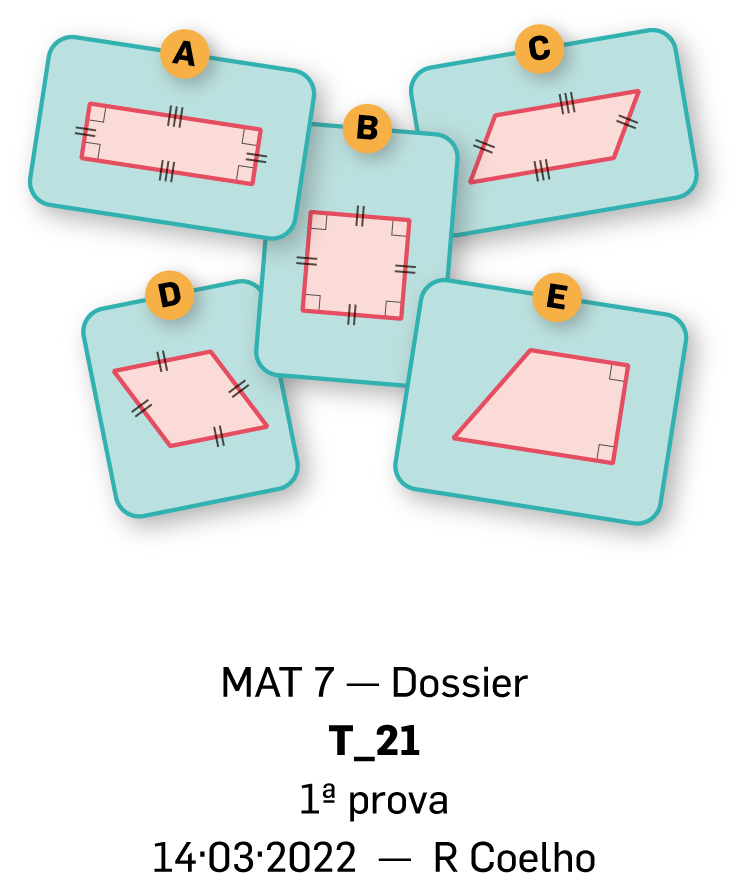 A
C
B
D
E
MAT 7 — Dossier
T_21
1ª prova
14·03·2022 — R Coelho